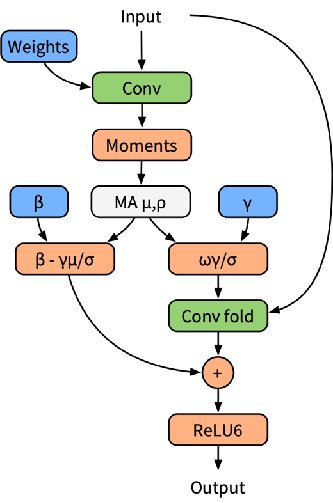 Input
Weights
Conv
Moments
β
MA μ,ρ
γ
β - γμ/σ
ωγ/σ
Conv fold
+
ReLU6
Output